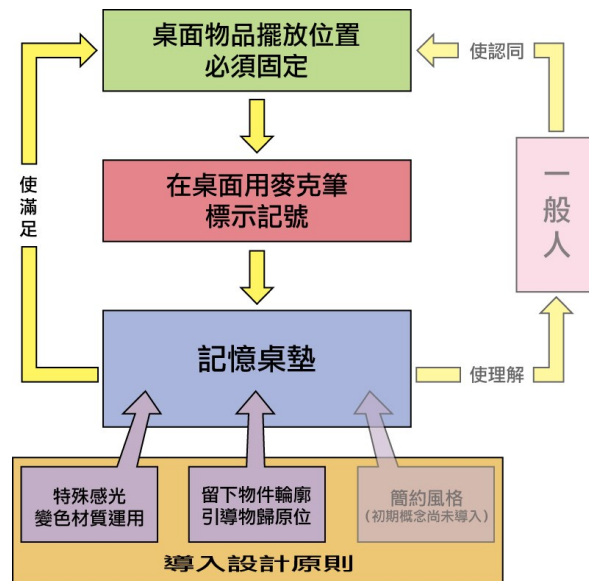 桌面物品擺放位置
必須固定
使認同
在桌面用麥克筆
標示記號
使滿足
一般人
記憶桌墊
使理解
特殊感光
變色材質運用
留下物件輪廓
引導物歸原位
簡約風格
(初期概念尚未導入)
導入設計原則